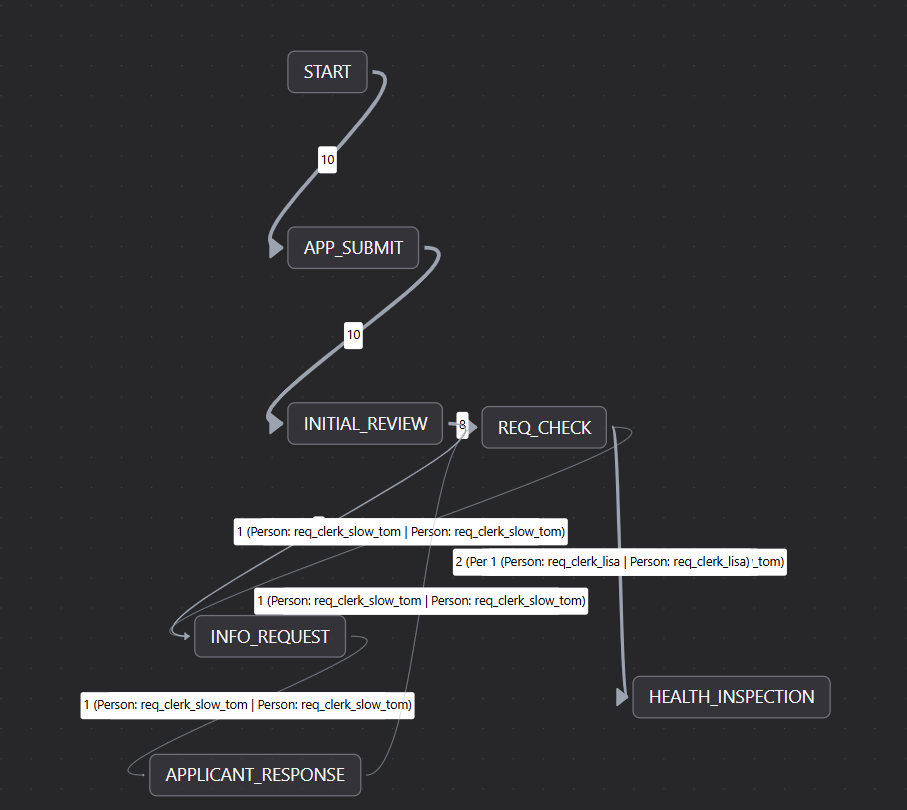 START
10
APP_SUBMIT
10
INITIAL_REVIEW
8
REQ_CHECK
1 (Person: req_clerk_slow_tom | Person: req_clerk_slow_tom)
2 (Per 1 (Person: req_clerk_lisa | Person: req_clerk_lisa) _tom)
1 (Person: req_clerk_slow_tom | Person: req_clerk_slow_tom)
INFO_REQUEST
HEALTH_INSPECTION
1 (Person: req_clerk_slow_tom | Person: req_clerk_slow_tom)
APPLICANT_RESPONSE